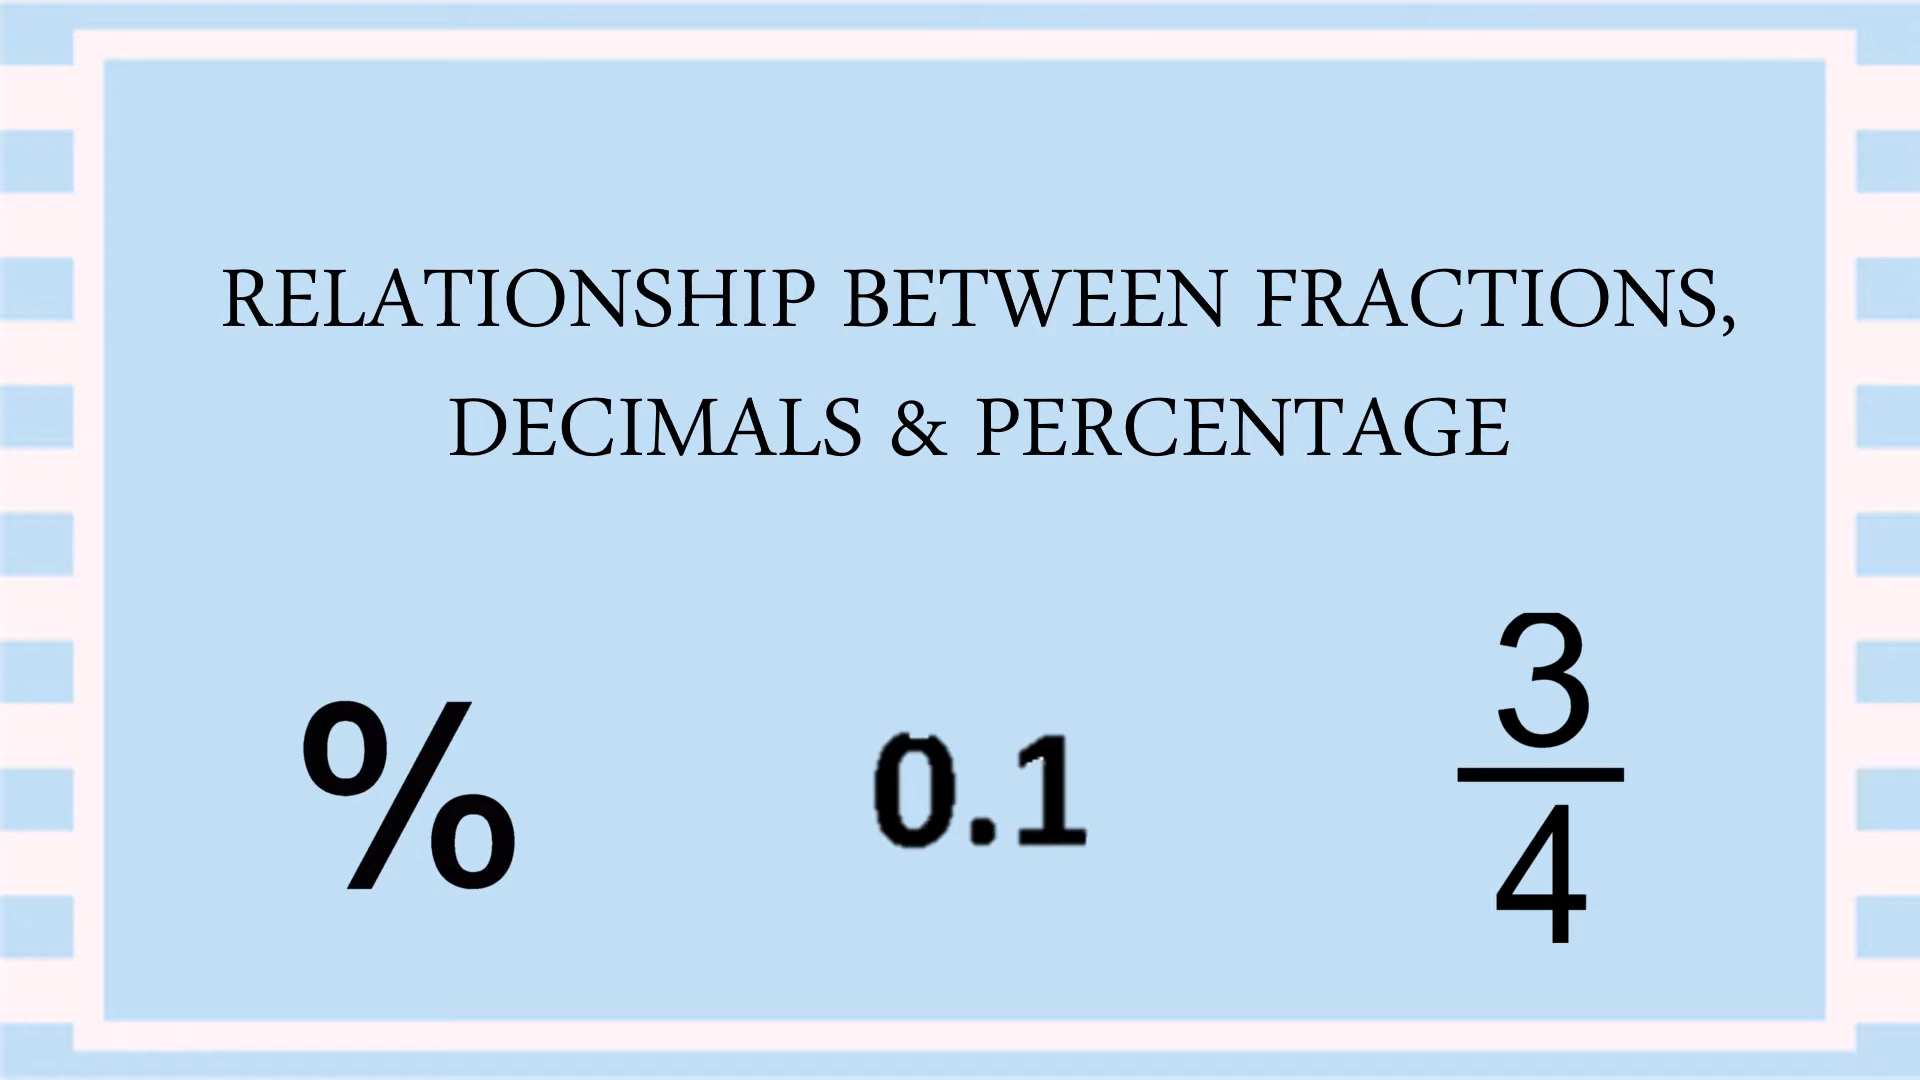 RELATIONSHIP BETWEEN FRACTIONS,
DECIMALS & PERCENTAGE
% 0.1 3/4